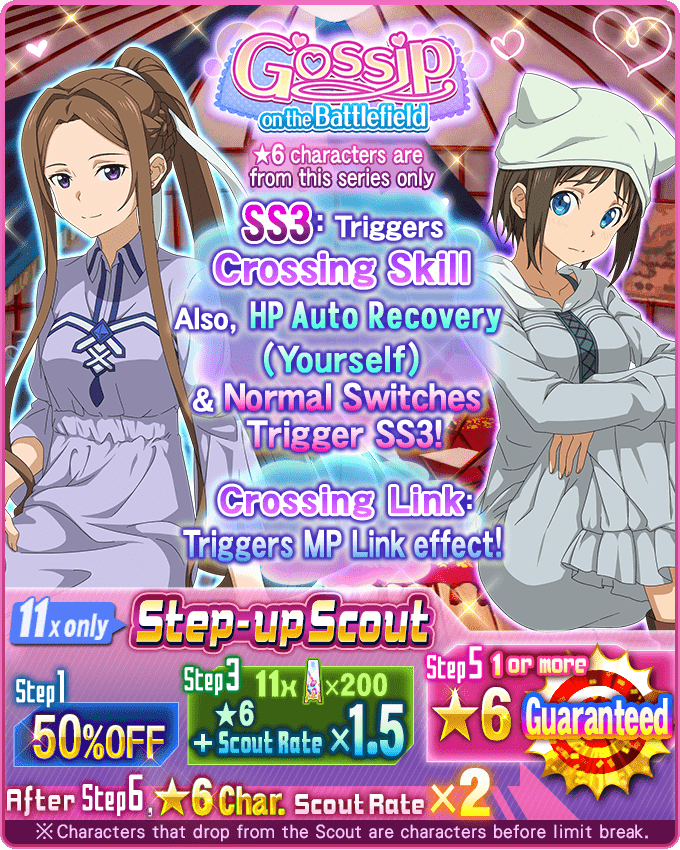 Gossip
on the Battlefield
★6 characters are
from this series only
SS3: Triggers
Crossing Skill
Also, HP Auto Recovery
(Yourself)
& Normal Switches
Trigger SS3!
Crossing Link:
Triggers MP Link effect!
11x only Step-up Scout
Step1
50%OFF
Step3 11x ×200
★6
+ Scout Rate ×1.5
Step5 1 or more
★6 Guaranteed
After Step6, ★6 Char. Scout Rate ×2
※Characters that drop from the Scout are characters before limit break.